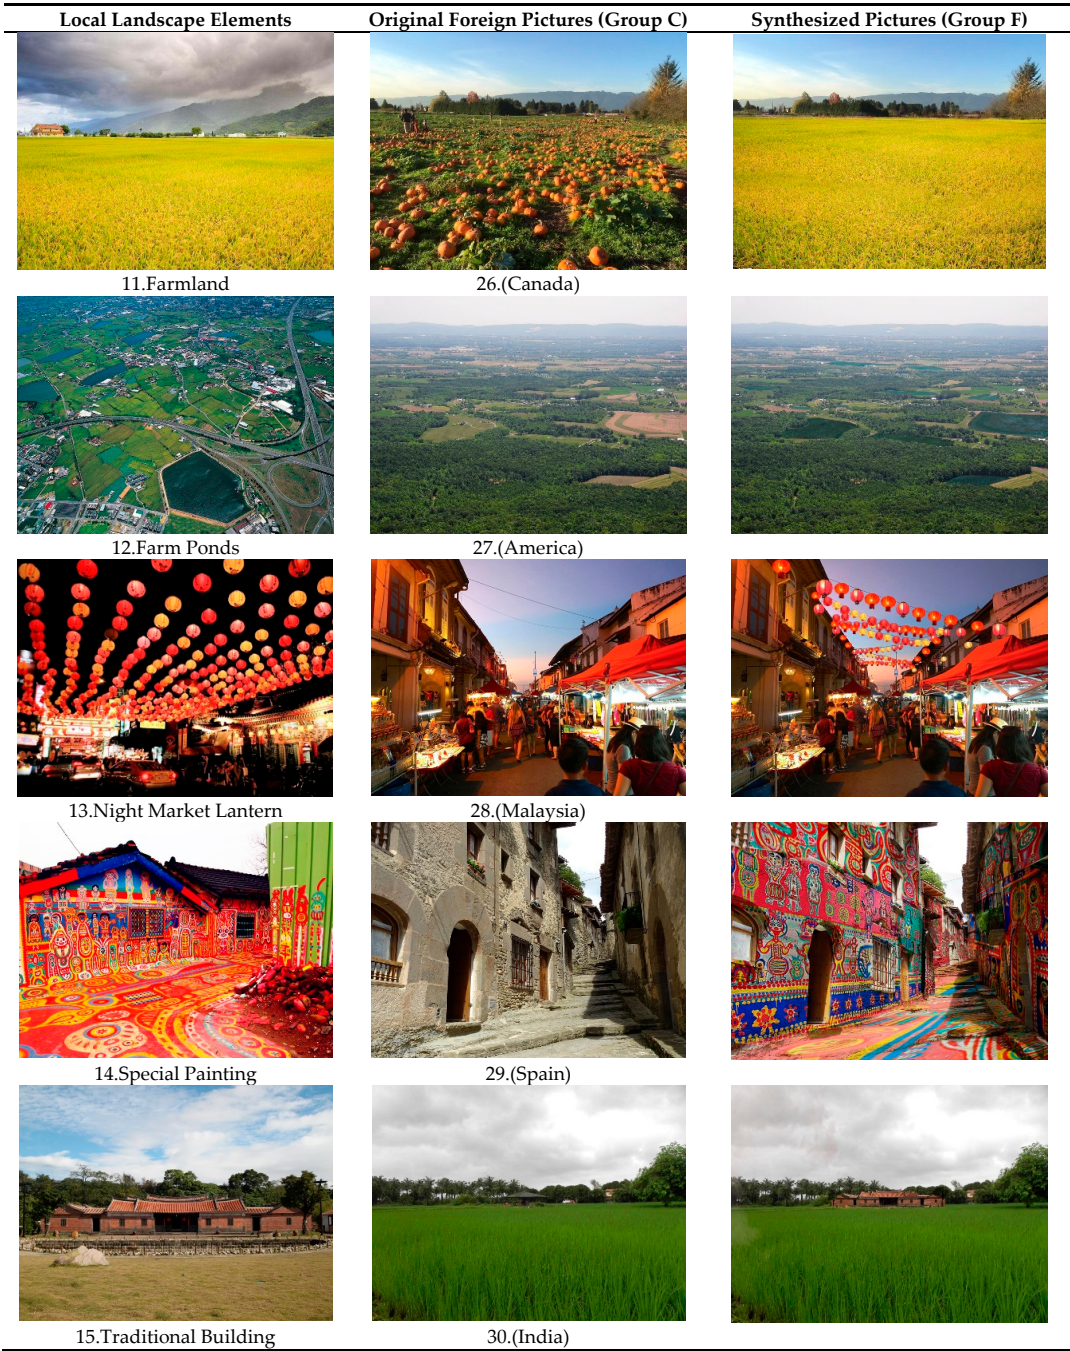 Local Landscape Elements Original Foreign Pictures (Group C) Synthesized Pictures (Group F)
11.Farmland 26.(Canada)
12.Farm Ponds 27.(America)
13.Night Market Lantern 28.(Malaysia)
14.Special Painting 29.(Spain)
15.Traditional Building 30.(India)